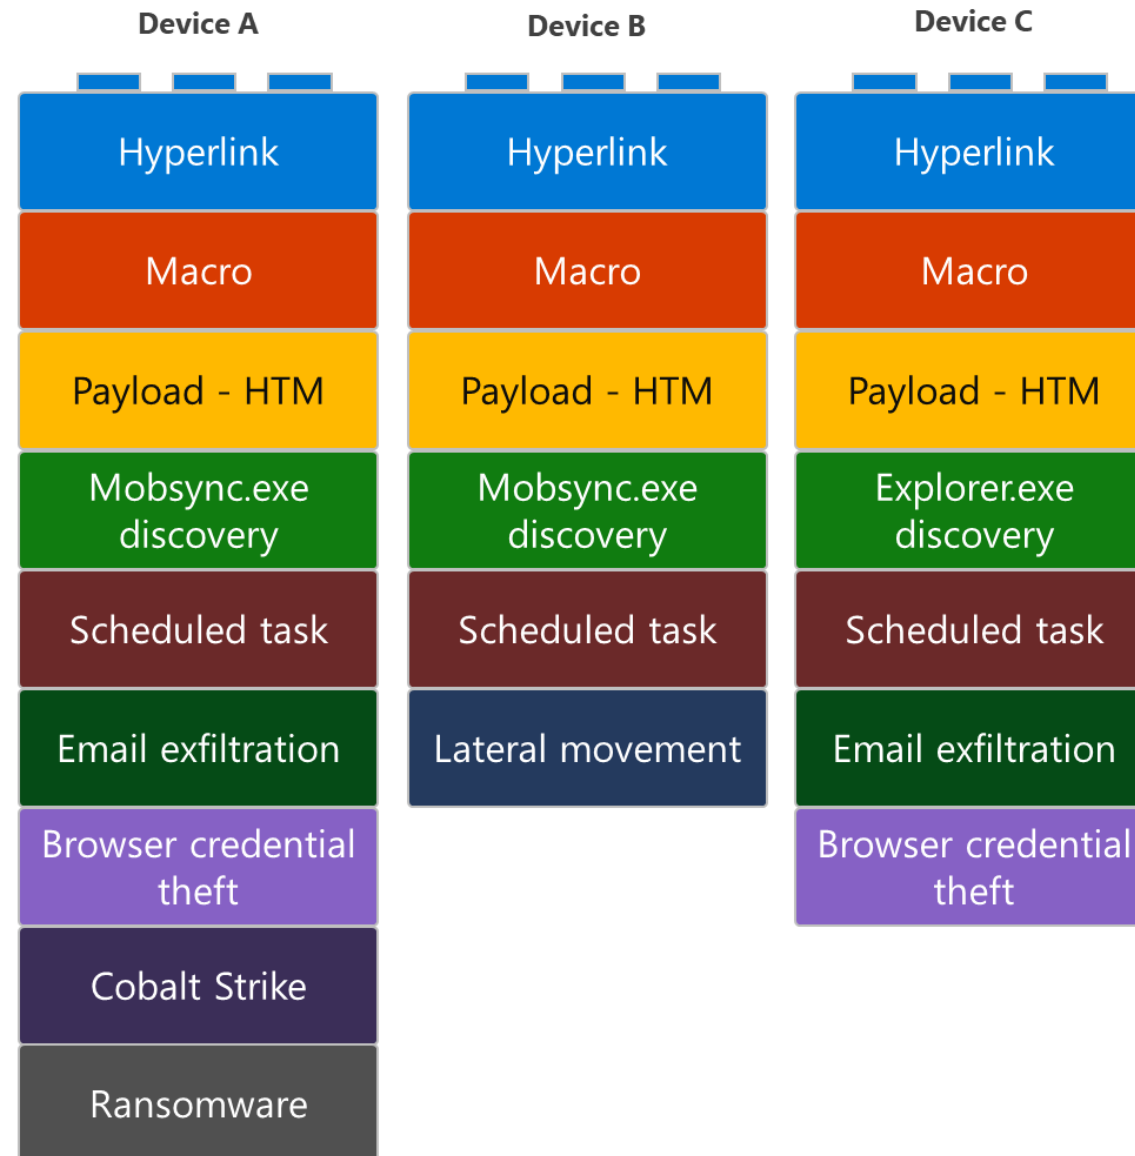 Device A
Hyperlink
Macro
Payload - HTM
Mobsync.exe
discovery
Scheduled task
Email exfiltration
Browser credential
theft
Cobalt Strike
Ransomware
Device B
Hyperlink
Macro
Payload - HTM
Mobsync.exe
discovery
Scheduled task
Lateral movement
Device C
Hyperlink
Macro
Payload - HTM
Explorer.exe
discovery
Scheduled task
Email exfiltration
Browser credential
theft